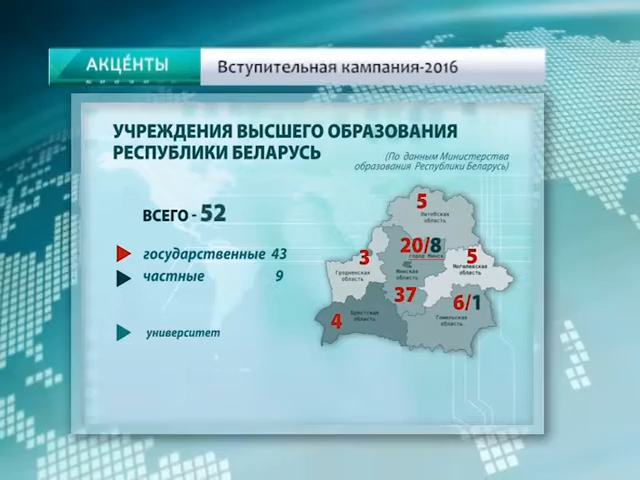 АКЦЕ́НТЫ
Вступительная кампания-2016
УЧРЕЖДЕНИЯ ВЫСШЕГО ОБРАЗОВАНИЯ
РЕСПУБЛИКИ БЕЛАРУСЬ
(По данным Министерства
образования Республики Беларусь)
ВСЕГО - 52
государственные 43
частные 9
университет
5
Витебская
область
20/8
город Минск
Минская
область
37
3
Гродненская
область
5
Могилевская
область
4
Брестская
область
6/1
Гомельская
область